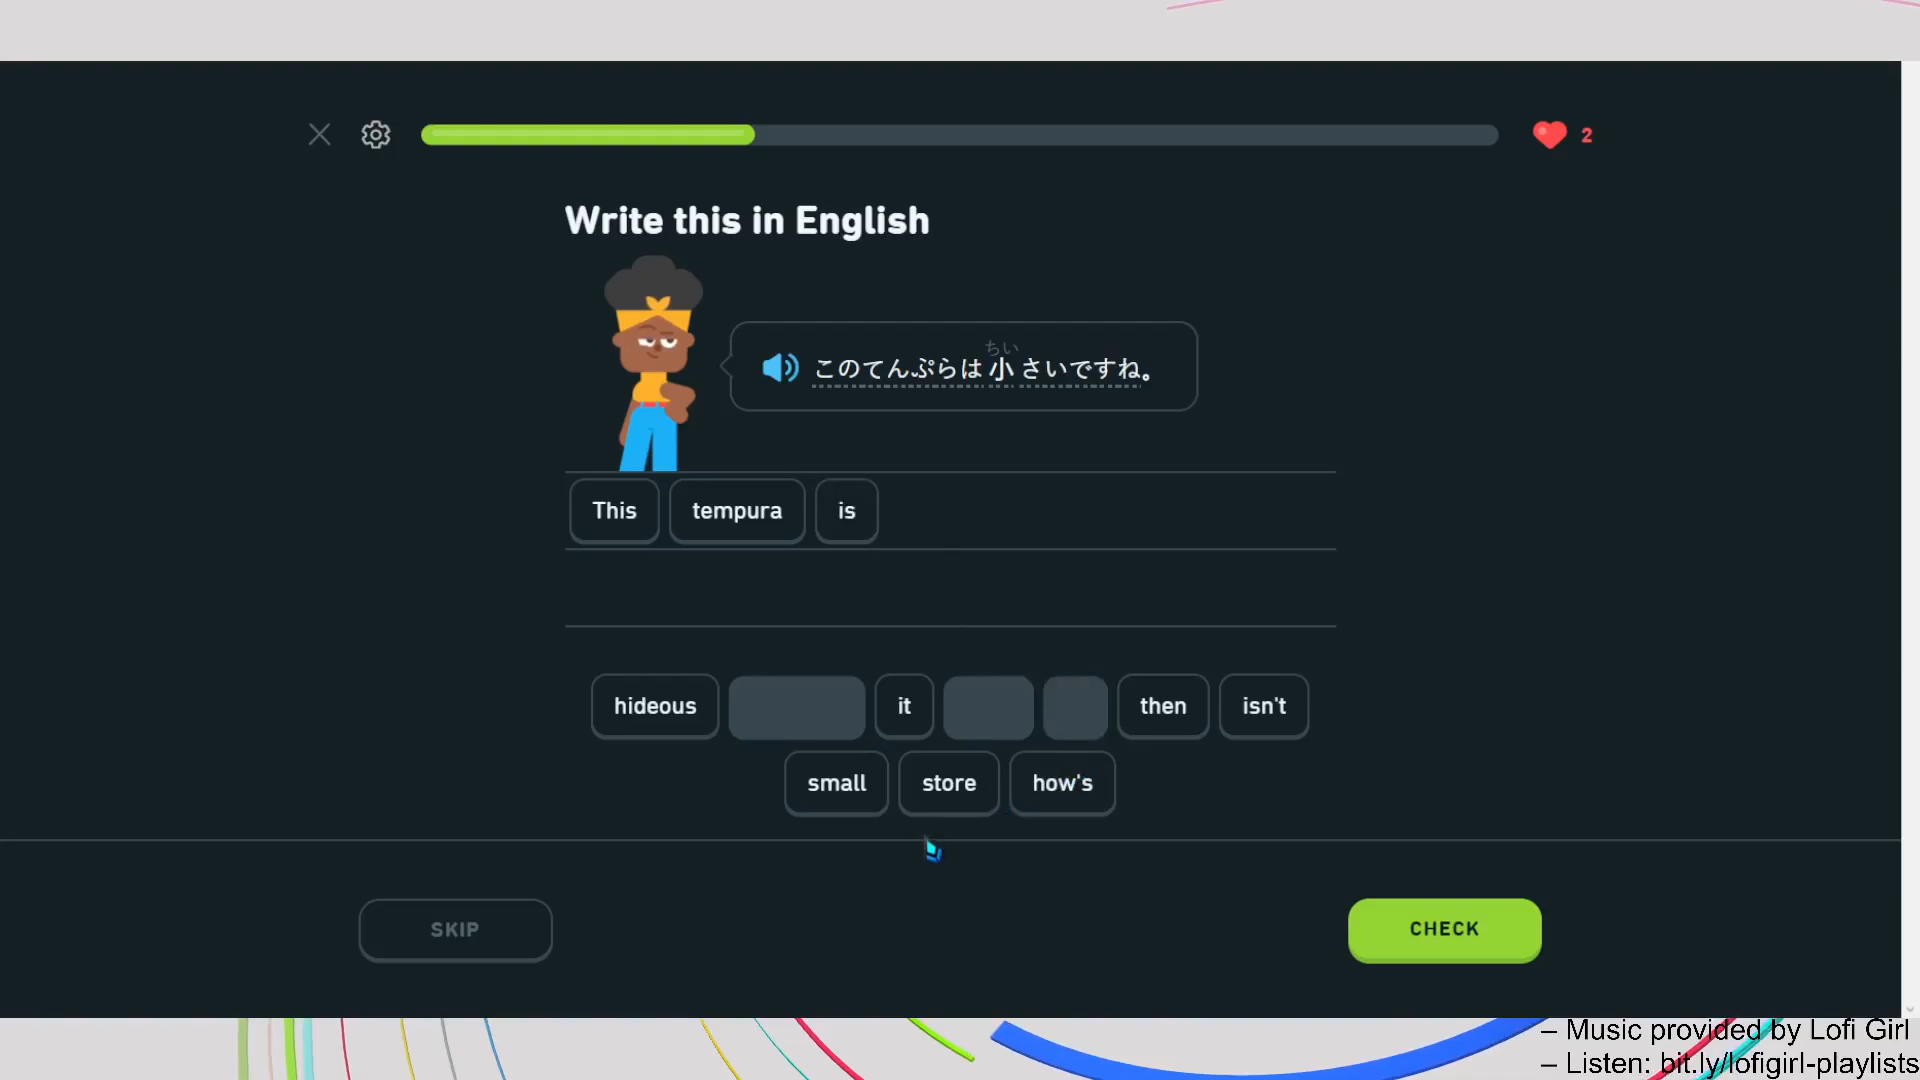 2
Write this in English
ちい
このてんぷらは小さいですね。
This tempura is
hideous it then isn't
small store how's
SKIP CHECK
– Music provided by Lofi Girl
– Listen: bit.ly/lofigirl-playlists